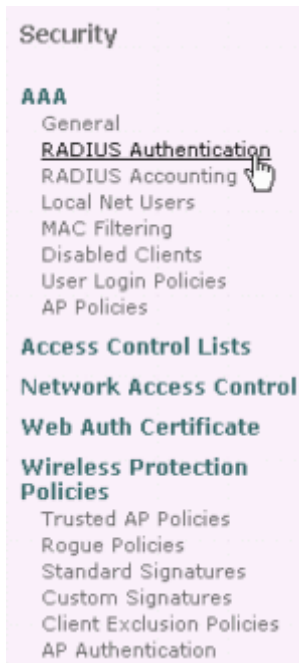 Security
AAA
General
RADIUS Authentication
RADIUS Accounting
Local Net Users
MAC Filtering
Disabled Clients
User Login Policies
AP Policies
Access Control Lists
Network Access Control
Web Auth Certificate
Wireless Protection
Policies
Trusted AP Policies
Rogue Policies
Standard Signatures
Custom Signatures
Client Exclusion Policies
AP Authentication